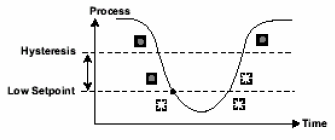 Process
Hysteresis
Low Setpoint
Time